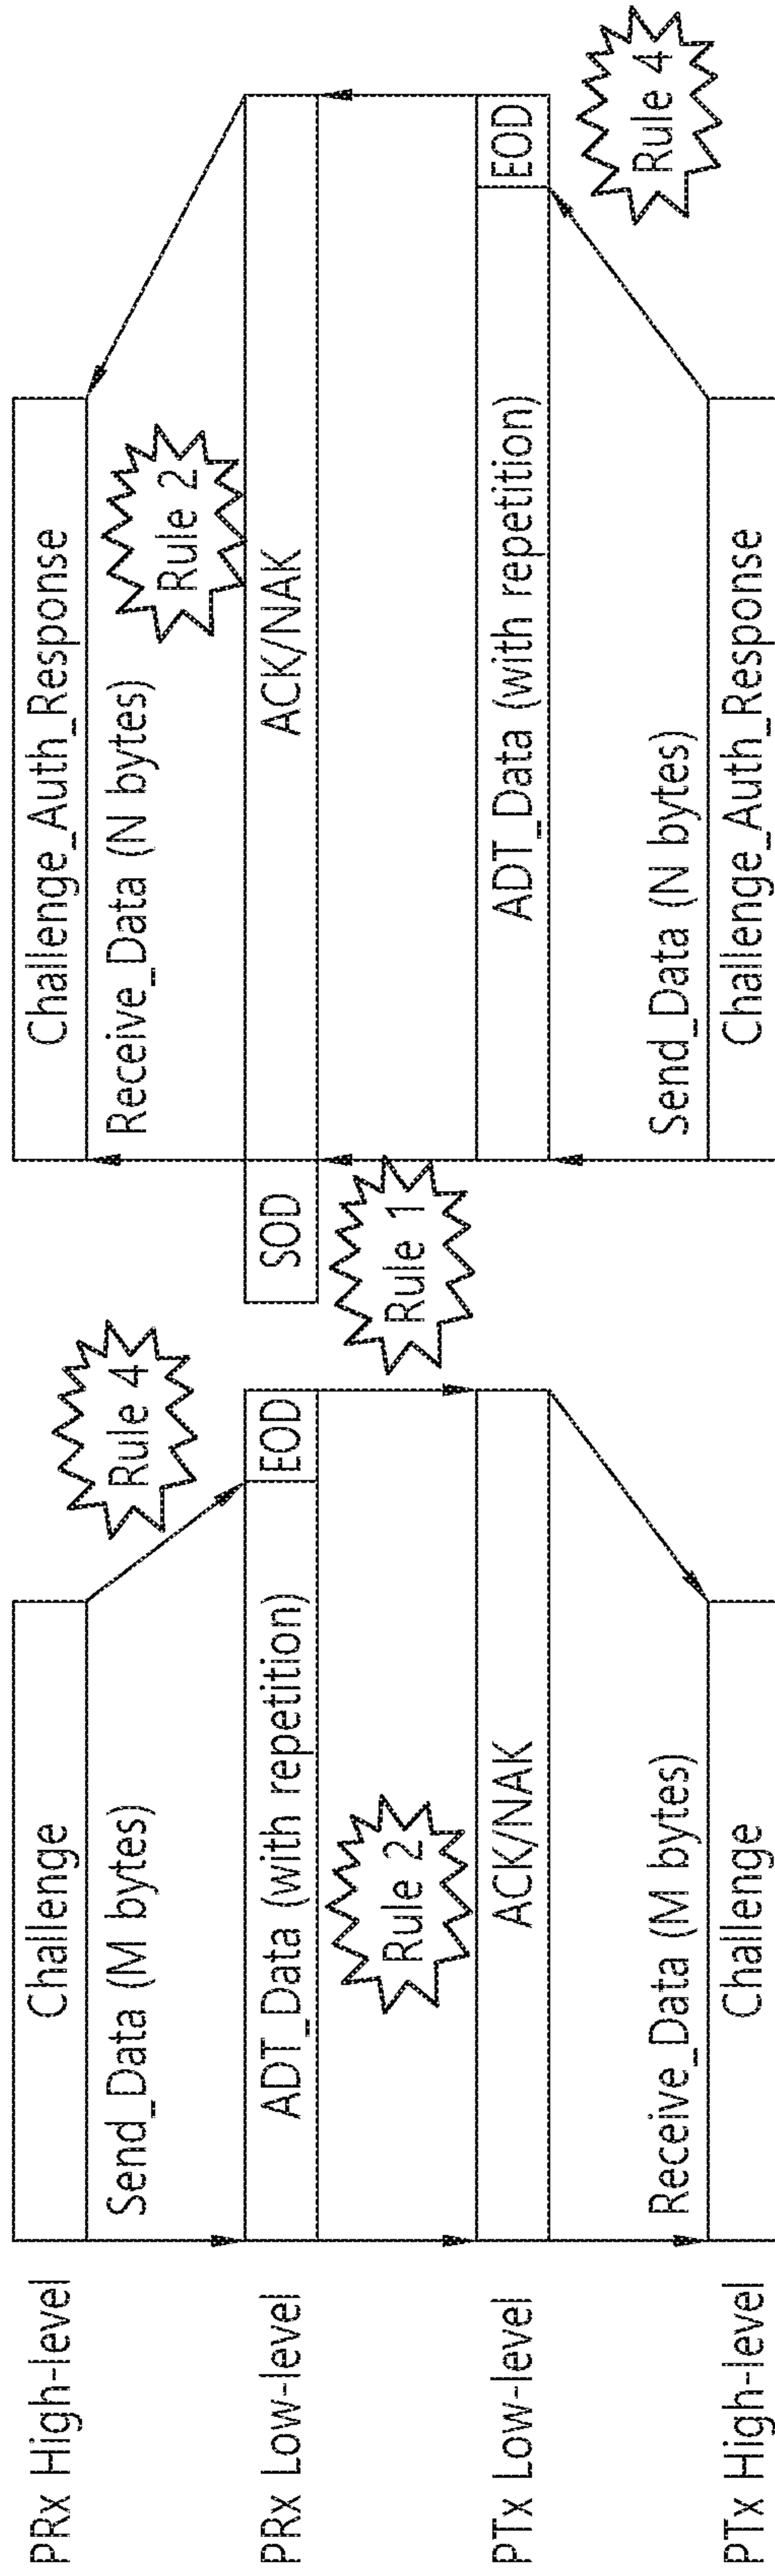 PRx High-level
Challenge
Challenge_Auth_Response
Send_Data (M bytes)
Rule 4
Receive_Data (N bytes)
Rule 2
PRx Low-level
ADT_Data (with repetition)
EOD
SOD
ACK/NAK
Rule 2
Rule 1
PTx Low-level
ACK/NAK
ADT_Data (with repetition)
EOD
Receive_Data (M bytes)
Send_Data (N bytes)
Rule 4
PTx High-level
Challenge
Challenge_Auth_Response